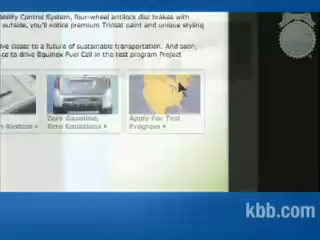 bility Control System, four-wheel antilock disc brakes with
outside, you'll notice premium Tricoat paint and unique styling
ve closer to a future of sustainable transportation. And soon,
ce to drive Equinox Fuel Cell in the test program Project
n System
Zero Gasoline,
Zero Emissions
Apply For Test
Program
kbb.com